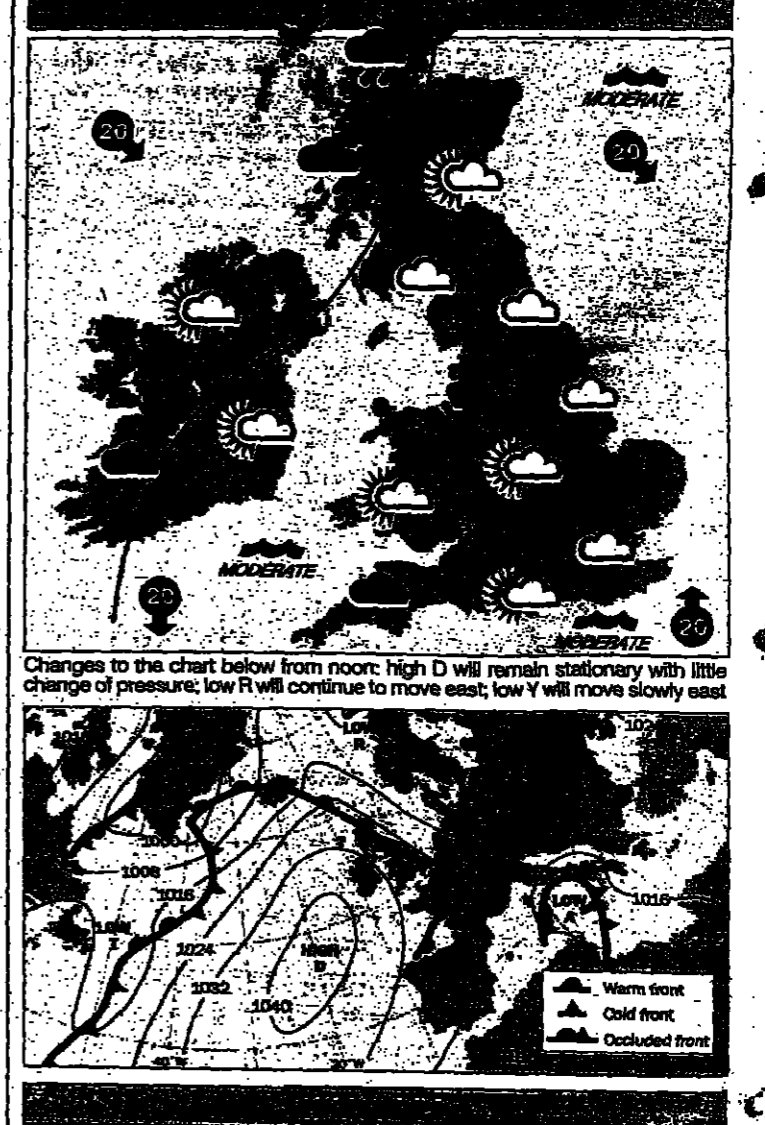 MODERATE
20
20
MODERATE
20
MODERATE
20
Changes to the chart below from noon: high D will remain stationary with little
change of pressure; low R will continue to move east; low Y will move slowly east
LOW
R
1008
1016
1016
LOW
LOW
1024
HIGH
D
1032
1040
Warm front
Cold front
Occluded front